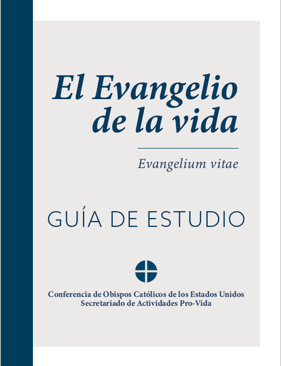 El Evangelio
de la vida
Evangelium vitae
GUÍA DE ESTUDIO
Conferencia de Obispos Católicos de los Estados Unidos
Secretariado de Actividades Pro-Vida